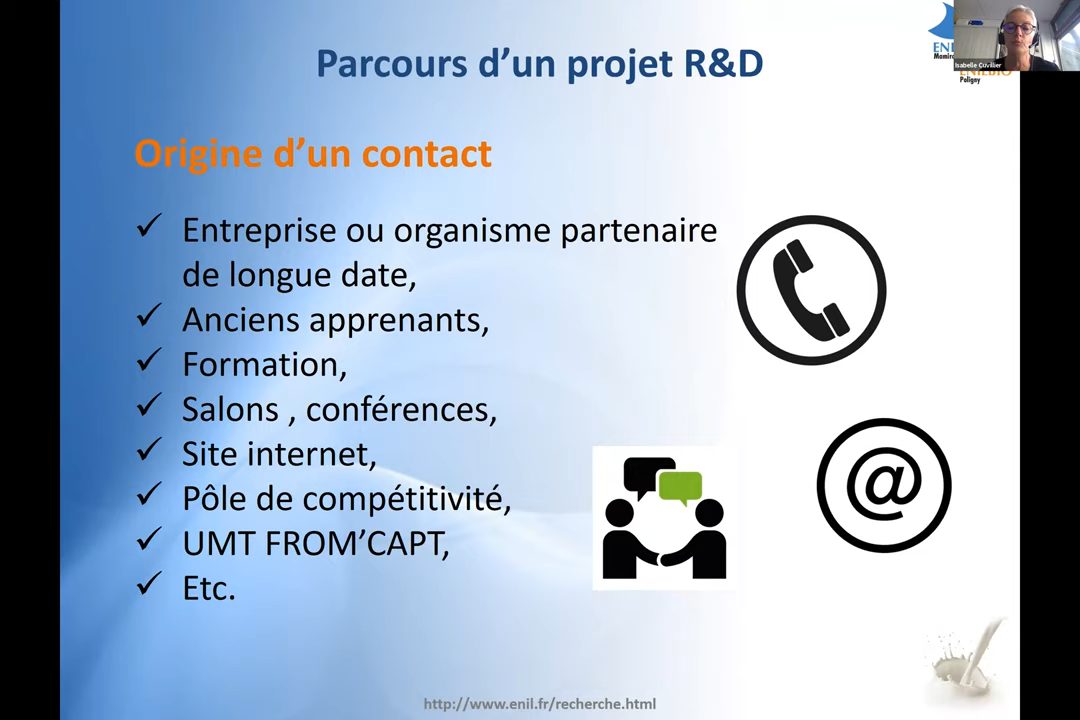 Parcours d’un projet R&D
Isabelle Cuvillier
Poligny
Origine d’un contact
Entreprise ou organisme partenaire
de longue date,
Anciens apprenants,
Formation,
Salons , conférences,
Site internet,
Pôle de compétitivité,
UMT FROM’CAPT,
Etc.
@
http://www.enil.fr/recherche.html